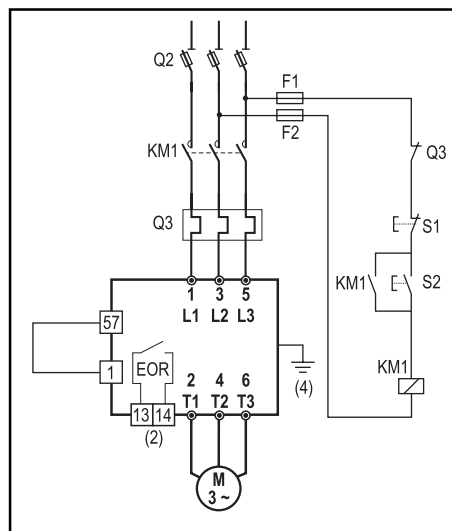 Q2
F1
F2
KM1
Q3
Q3
S1
1 3 5
L1 L2 L3
KM1
S2
57
1
EOR
(4)
KM1
2 4 6
T1 T2 T3
13 14
(2)
M
3 ~